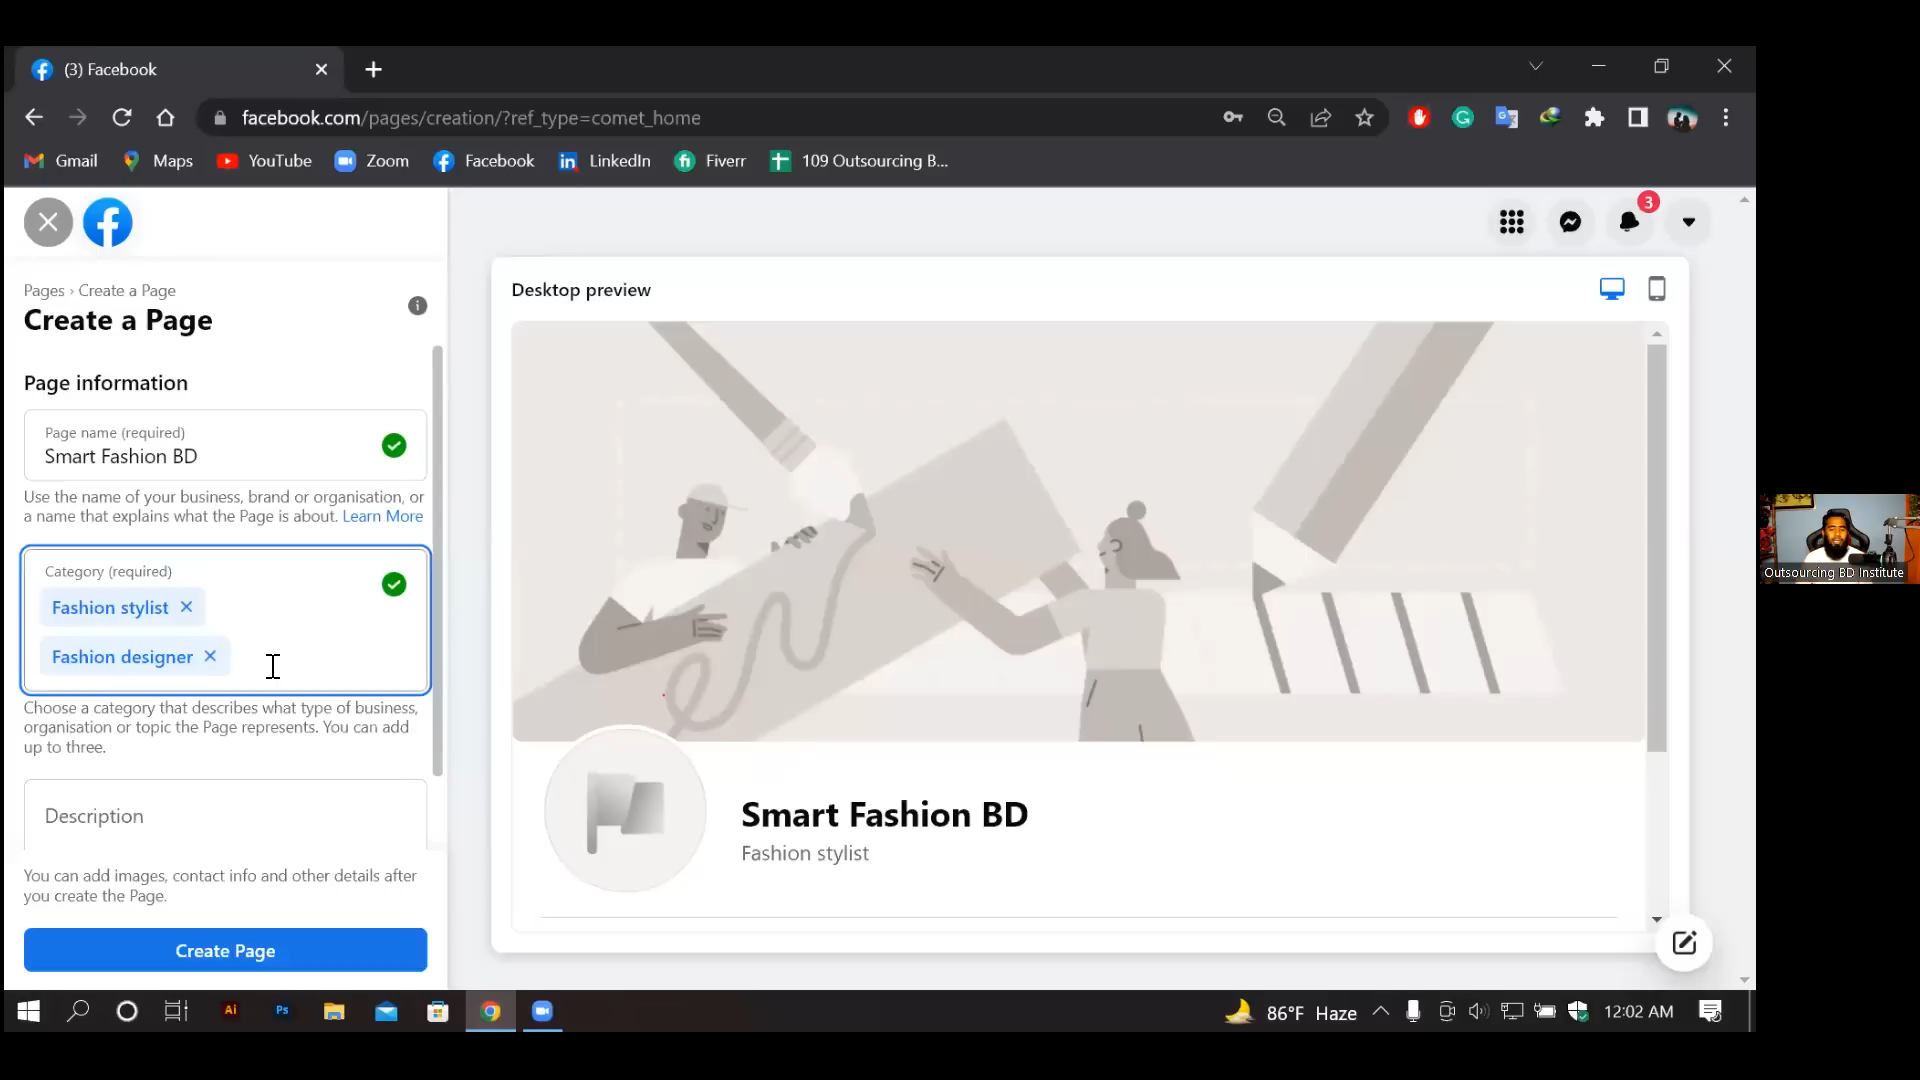 (3) Facebook
facebook.com/pages/creation/?ref_type=comet_home
Gmail
Maps
YouTube
Zoom
Facebook
LinkedIn
Fiverr
109 Outsourcing B...
3
Pages › Create a Page
Create a Page
Page information
Page name (required)
Smart Fashion BD
Use the name of your business, brand or organisation, or
a name that explains what the Page is about. Learn More
Category (required)
Fashion stylist
Fashion designer
Choose a category that describes what type of business,
organisation or topic the Page represents. You can add
up to three.
Description
You can add images, contact info and other details after
you create the Page.
Create Page
Desktop preview
Smart Fashion BD
Fashion stylist
Outsourcing BD Institute
Ai
Ps
86°F Haze
12:02 AM